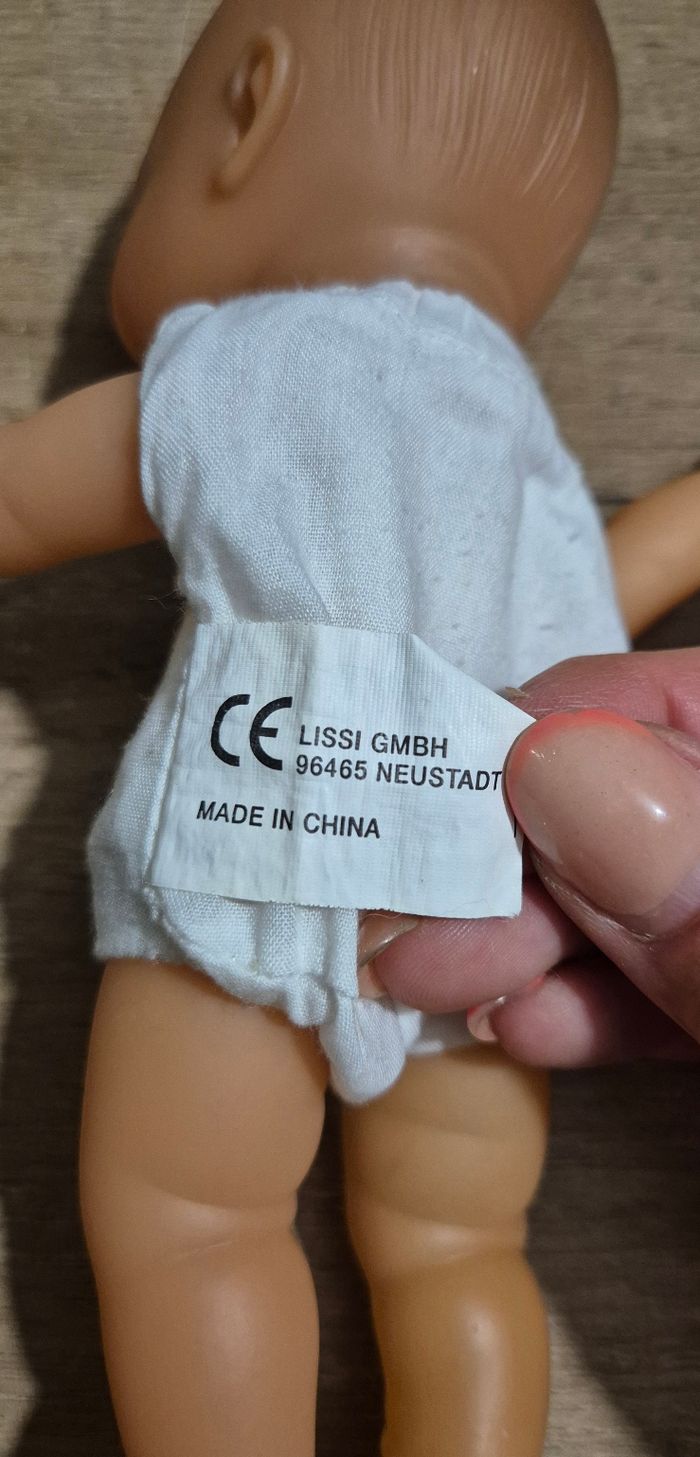 CE LISSI GMBH
96465 NEUSTADT
MADE IN CHINA